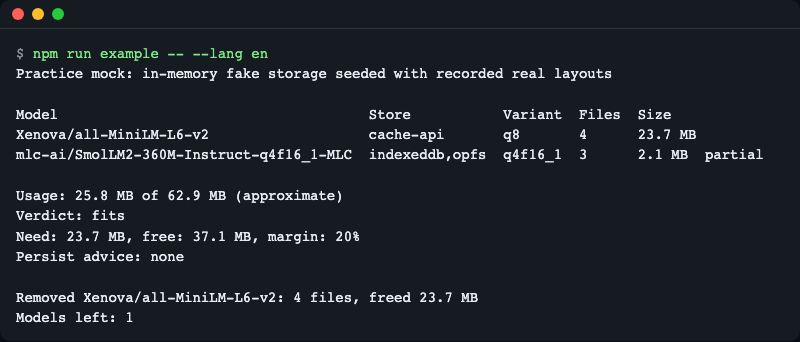 $ npm run example -- --lang en
Practice mock: in-memory fake storage seeded with recorded real layouts
Model Store Variant Files Size
Xenova/all-MiniLM-L6-v2 cache-api q8 4 23.7 MB
mlc-ai/SmolLM2-360M-Instruct-q4f16_1-MLC indexeddb,opfs q4f16_1 3 2.1 MB partial
Usage: 25.8 MB of 62.9 MB (approximate)
Verdict: fits
Need: 23.7 MB, free: 37.1 MB, margin: 20%
Persist advice: none
Removed Xenova/all-MiniLM-L6-v2: 4 files, freed 23.7 MB
Models left: 1